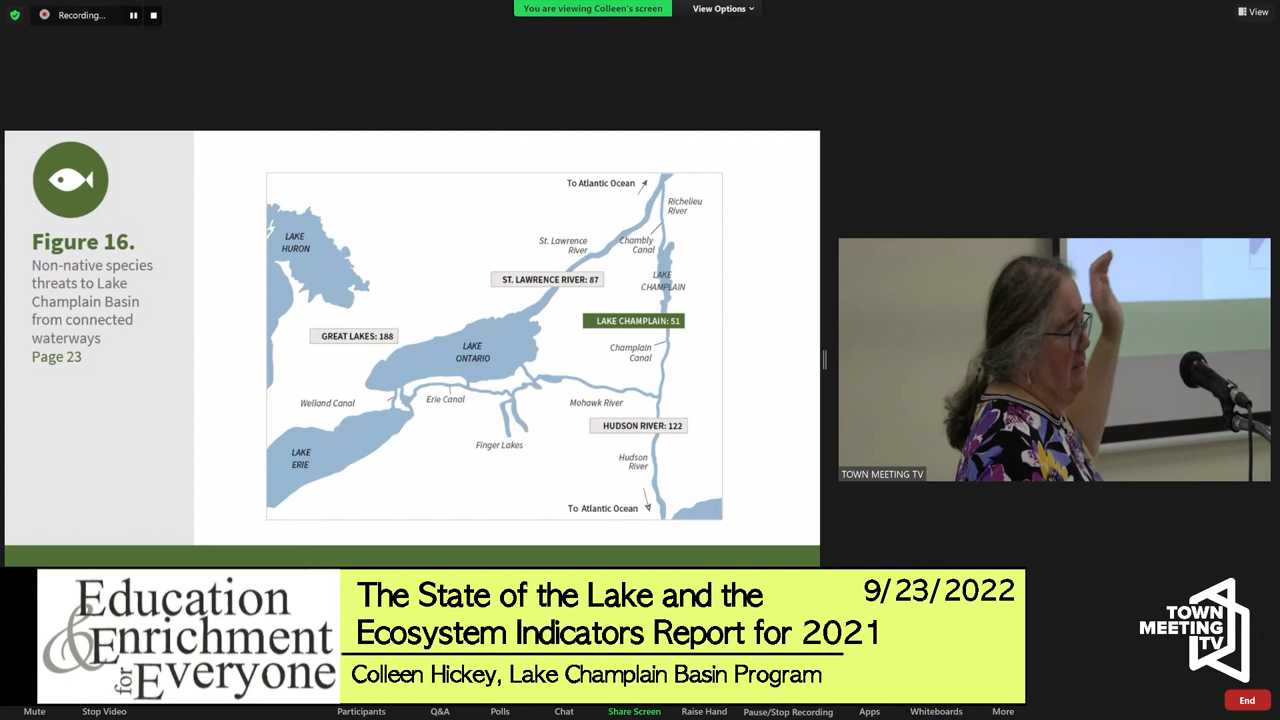 Recording...
You are viewing Colleen's screen
View Options
View
Figure 16.
Non-native species
threats to Lake
Champlain Basin
from connected
waterways
Page 23
To Atlantic Ocean
Richelieu
River
LAKE
HURON
St. Lawrence
River
Chambly
Canal
ST. LAWRENCE RIVER: 87
LAKE
CHAMPLAIN
LAKE CHAMPLAIN: 51
GREAT LAKES: 188
LAKE
ONTARIO
Champlain
Canal
Welland Canal
Erie Canal
Mohawk River
HUDSON RIVER: 122
Finger Lakes
LAKE
ERIE
Hudson
River
To Atlantic Ocean
TOWN MEETING TV
Education
& Enrichment
for Everyone
The State of the Lake and the
Ecosystem Indicators Report for 2021
9/23/2022
Colleen Hickey, Lake Champlain Basin Program
TOWN
MEETING
TV
End
Mute
Stop Video
Participants
Q&A
Polls
Chat
Share Screen
Raise Hand
Pause/Stop Recording
Apps
Whiteboards
More